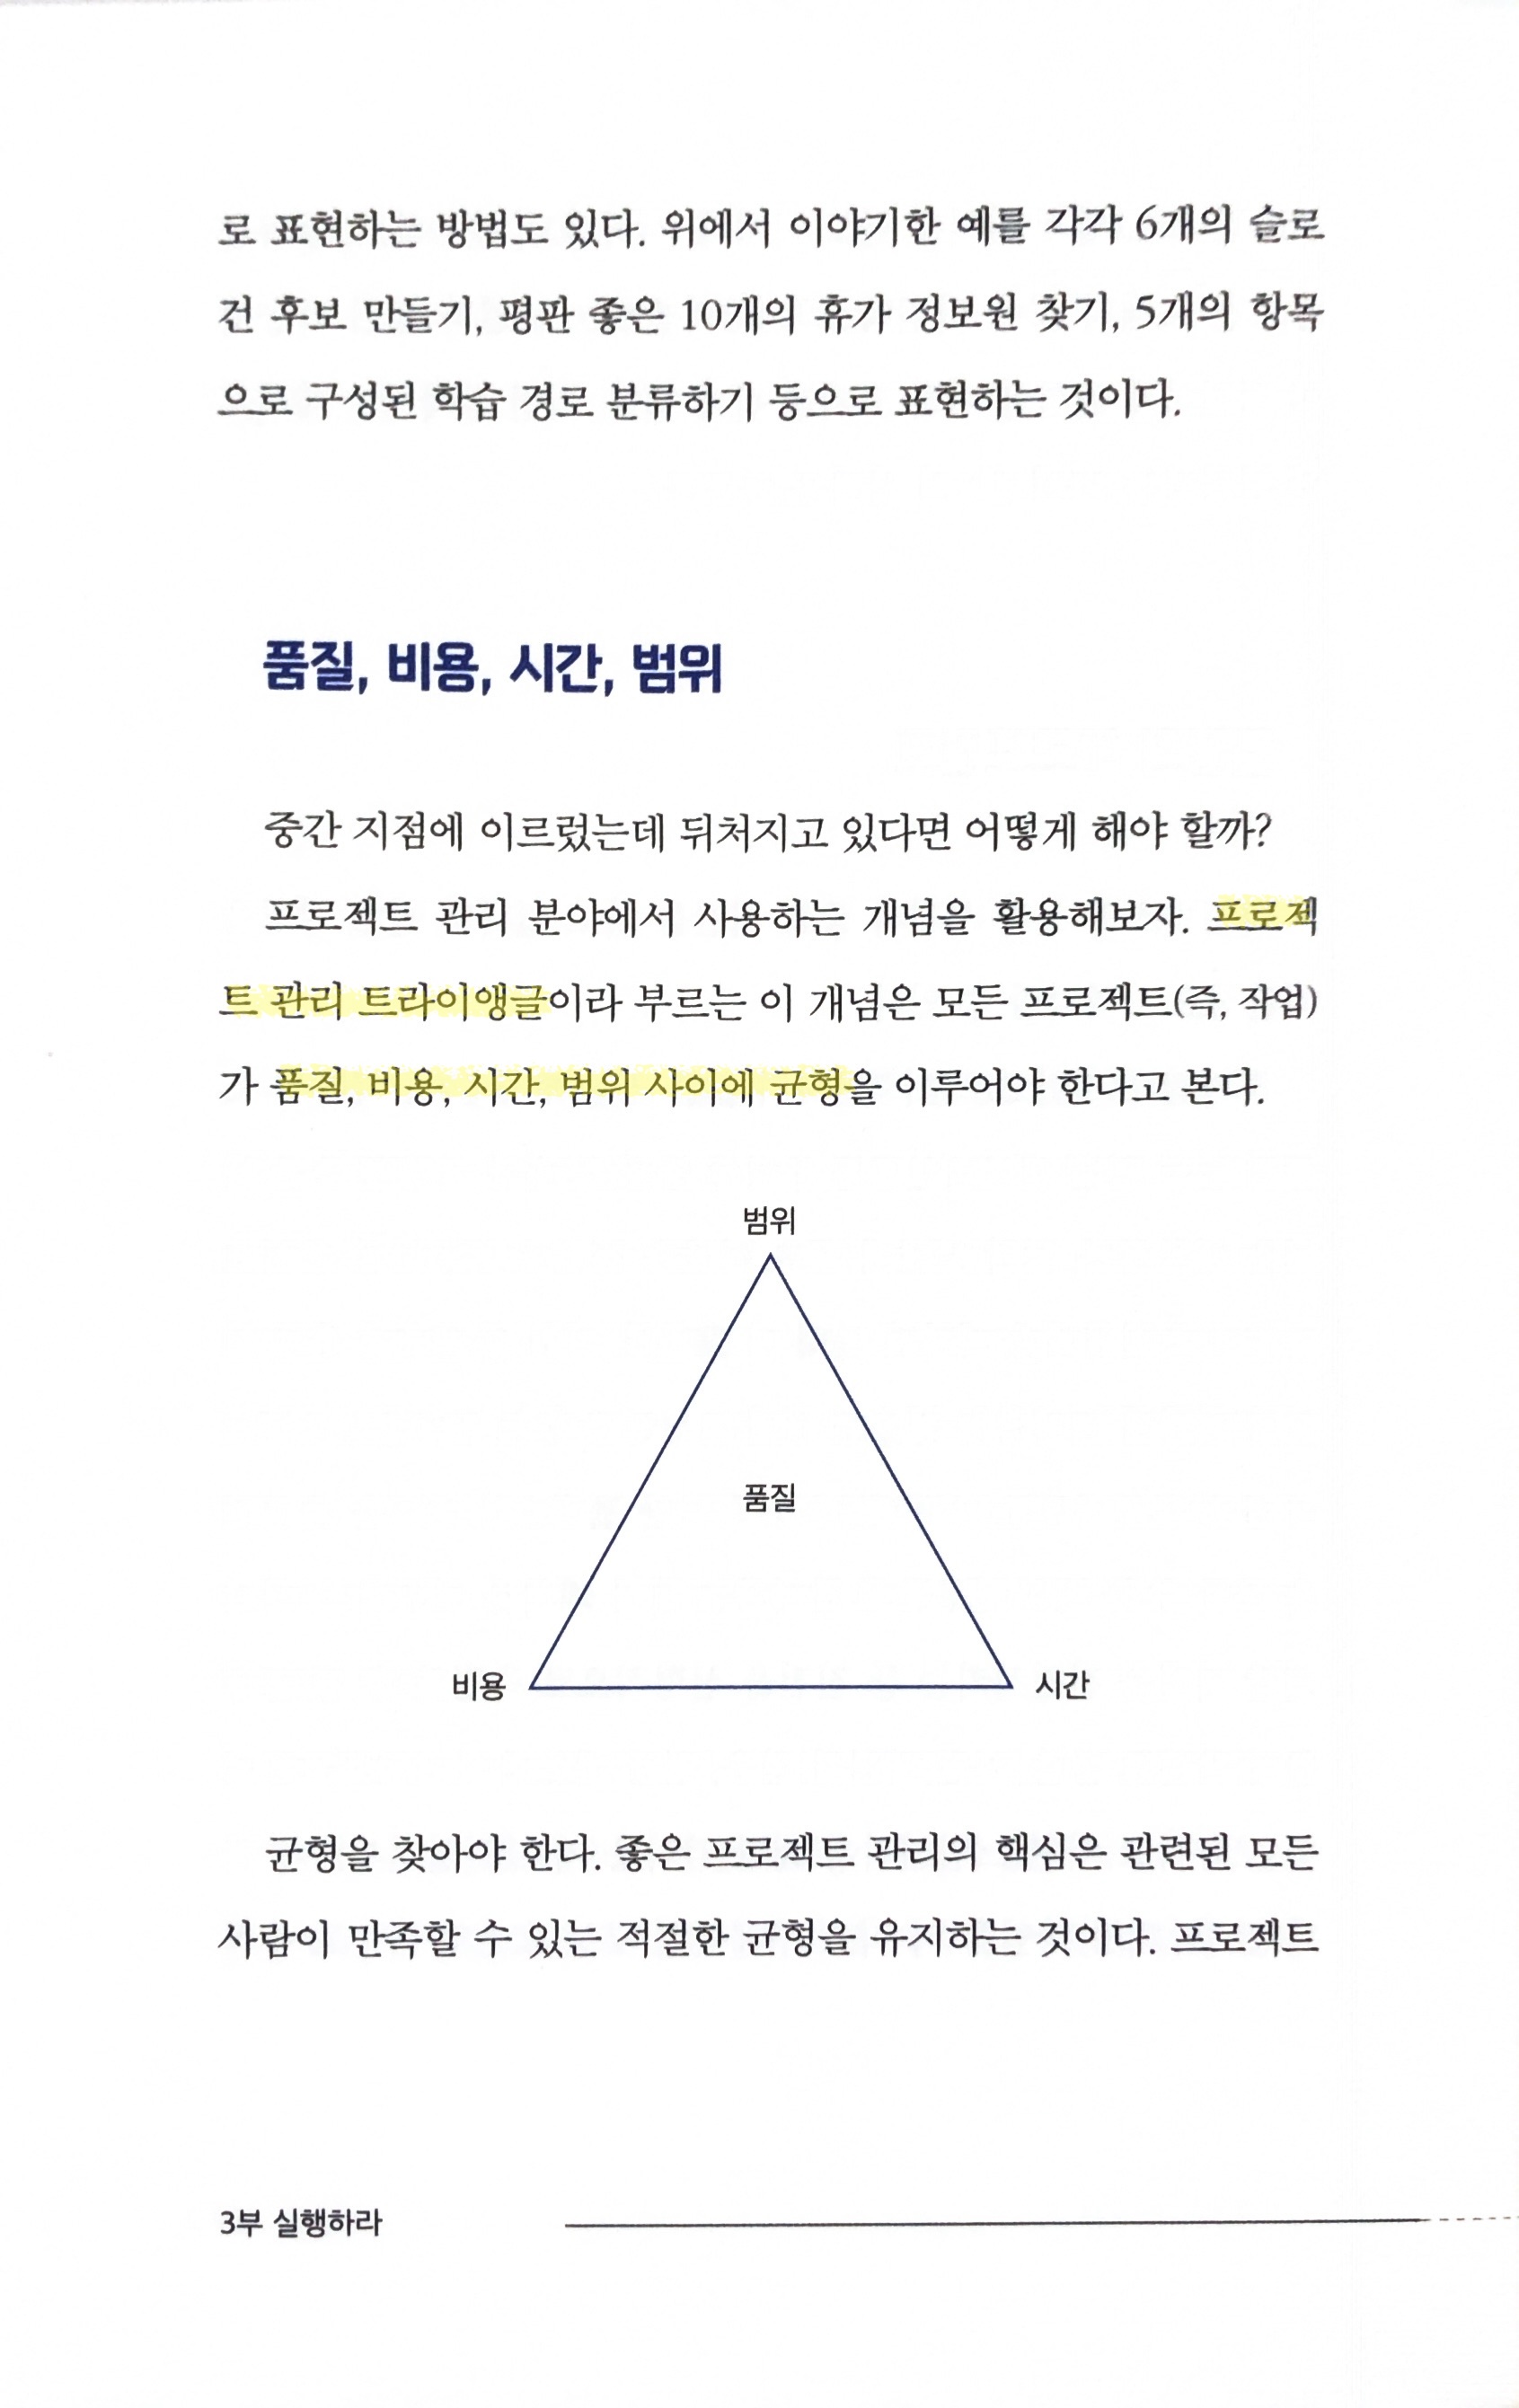 로 표현하는 방법도 있다. 위에서 이야기한 예를 각각 6개의 슬로
건 후보 만들기, 평판 좋은 10개의 휴가 정보원 찾기, 5개의 항목
으로 구성된 학습 경로 분류하기 등으로 표현하는 것이다.
품질, 비용, 시간, 범위
중간 지점에 이르렀는데 뒤처지고 있다면 어떻게 해야 할까?
프로젝트 관리 분야에서 사용하는 개념을 활용해보자. 프로젝
트 관리 트라이앵글이라 부르는 이 개념은 모든 프로젝트(즉, 작업)
가 품질, 비용, 시간, 범위 사이에 균형을 이루어야 한다고 본다.
범위
품질
비용 시간
균형을 찾아야 한다. 좋은 프로젝트 관리의 핵심은 관련된 모든
사람이 만족할 수 있는 적절한 균형을 유지하는 것이다. 프로젝트
3부 실행하라